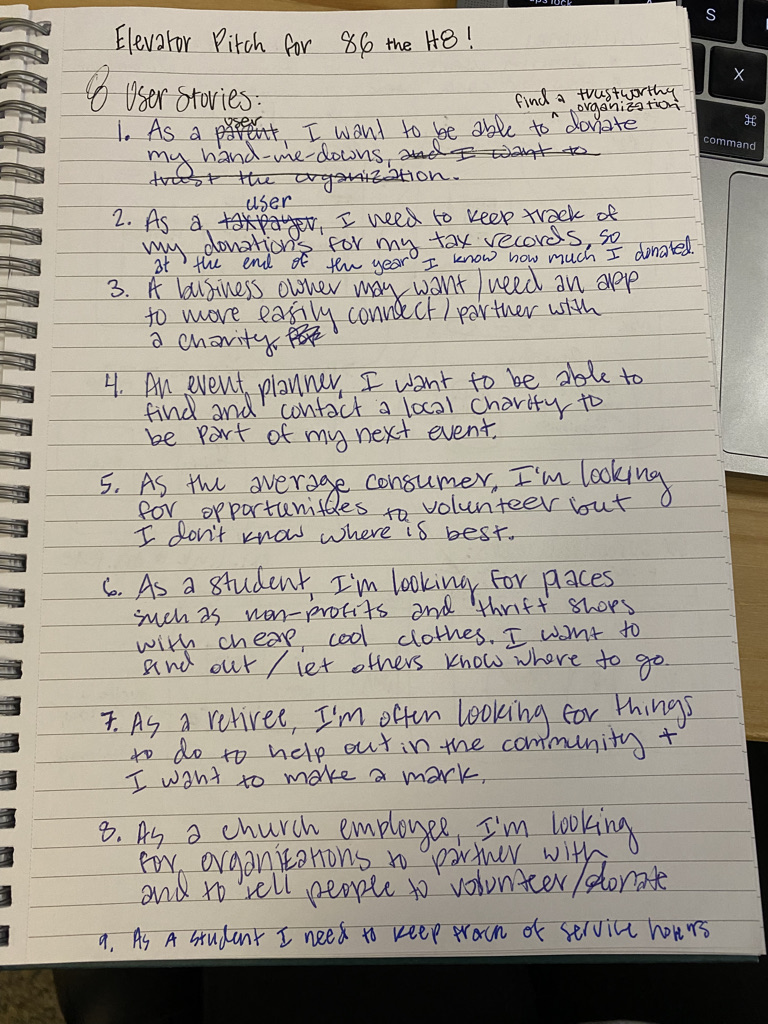 Elevator Pitch for 86 the H8!
8 User Stories:
find a trustworthy
organization
user
1. As a parent, I want to be able to ^ donate
my hand-me-downs, and I want to
trust the organization.
user
2. As a taxpayer, I need to keep track of
my donations for my tax records, so
at the end of the year I know how much I donated.
3. A business owner may want/need an app
to more easily connect/partner with
a charity.
4. An event planner, I want to be able to
find and contact a local charity to
be part of my next event.
5. As the average consumer, I'm looking
for opportunities to volunteer but
I don't know where is best.
6. As a student, I'm looking for places
such as non-profits and thrift shops
with cheap, cool clothes. I want to
find out/let others know where to go.
7. As a retiree, I'm often looking for things
to do to help out in the community +
I want to make a mark.
8. As a church employee, I'm looking
for organizations to partner with
and to tell people to volunteer/donate
9. As a student I need to keep track of service hours
S
X
⌘
command